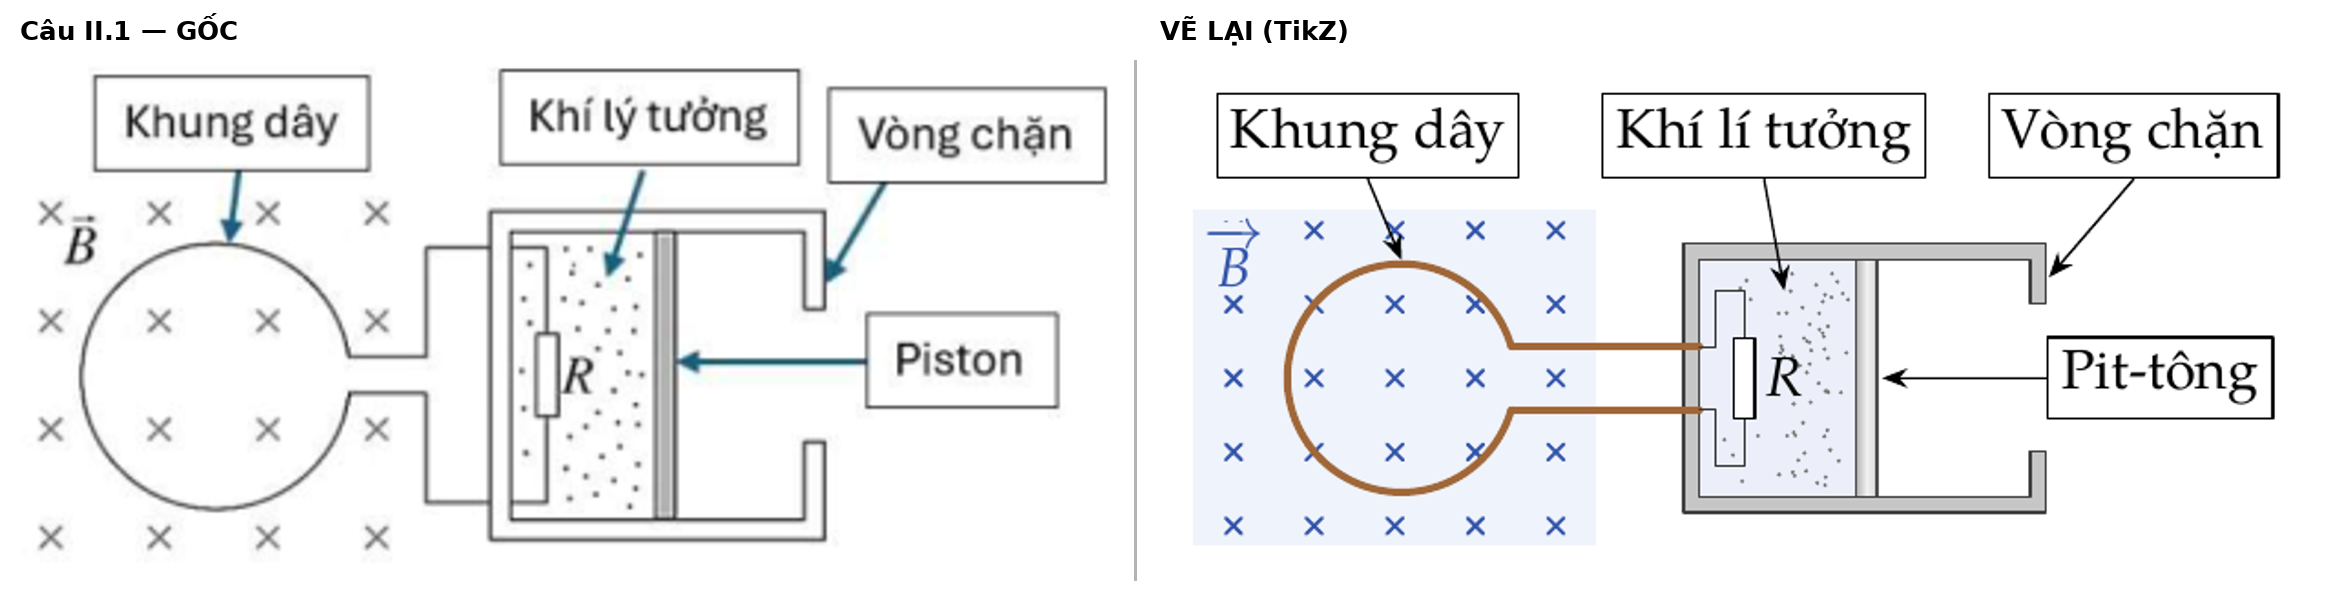 Câu II.1 — GỐC
Khung dây
Khí lý tưởng
Vòng chặn
B
R
Piston
VẼ LẠI (TikZ)
Khung dây
Khí lí tưởng
Vòng chặn
B
R
Pit-tông